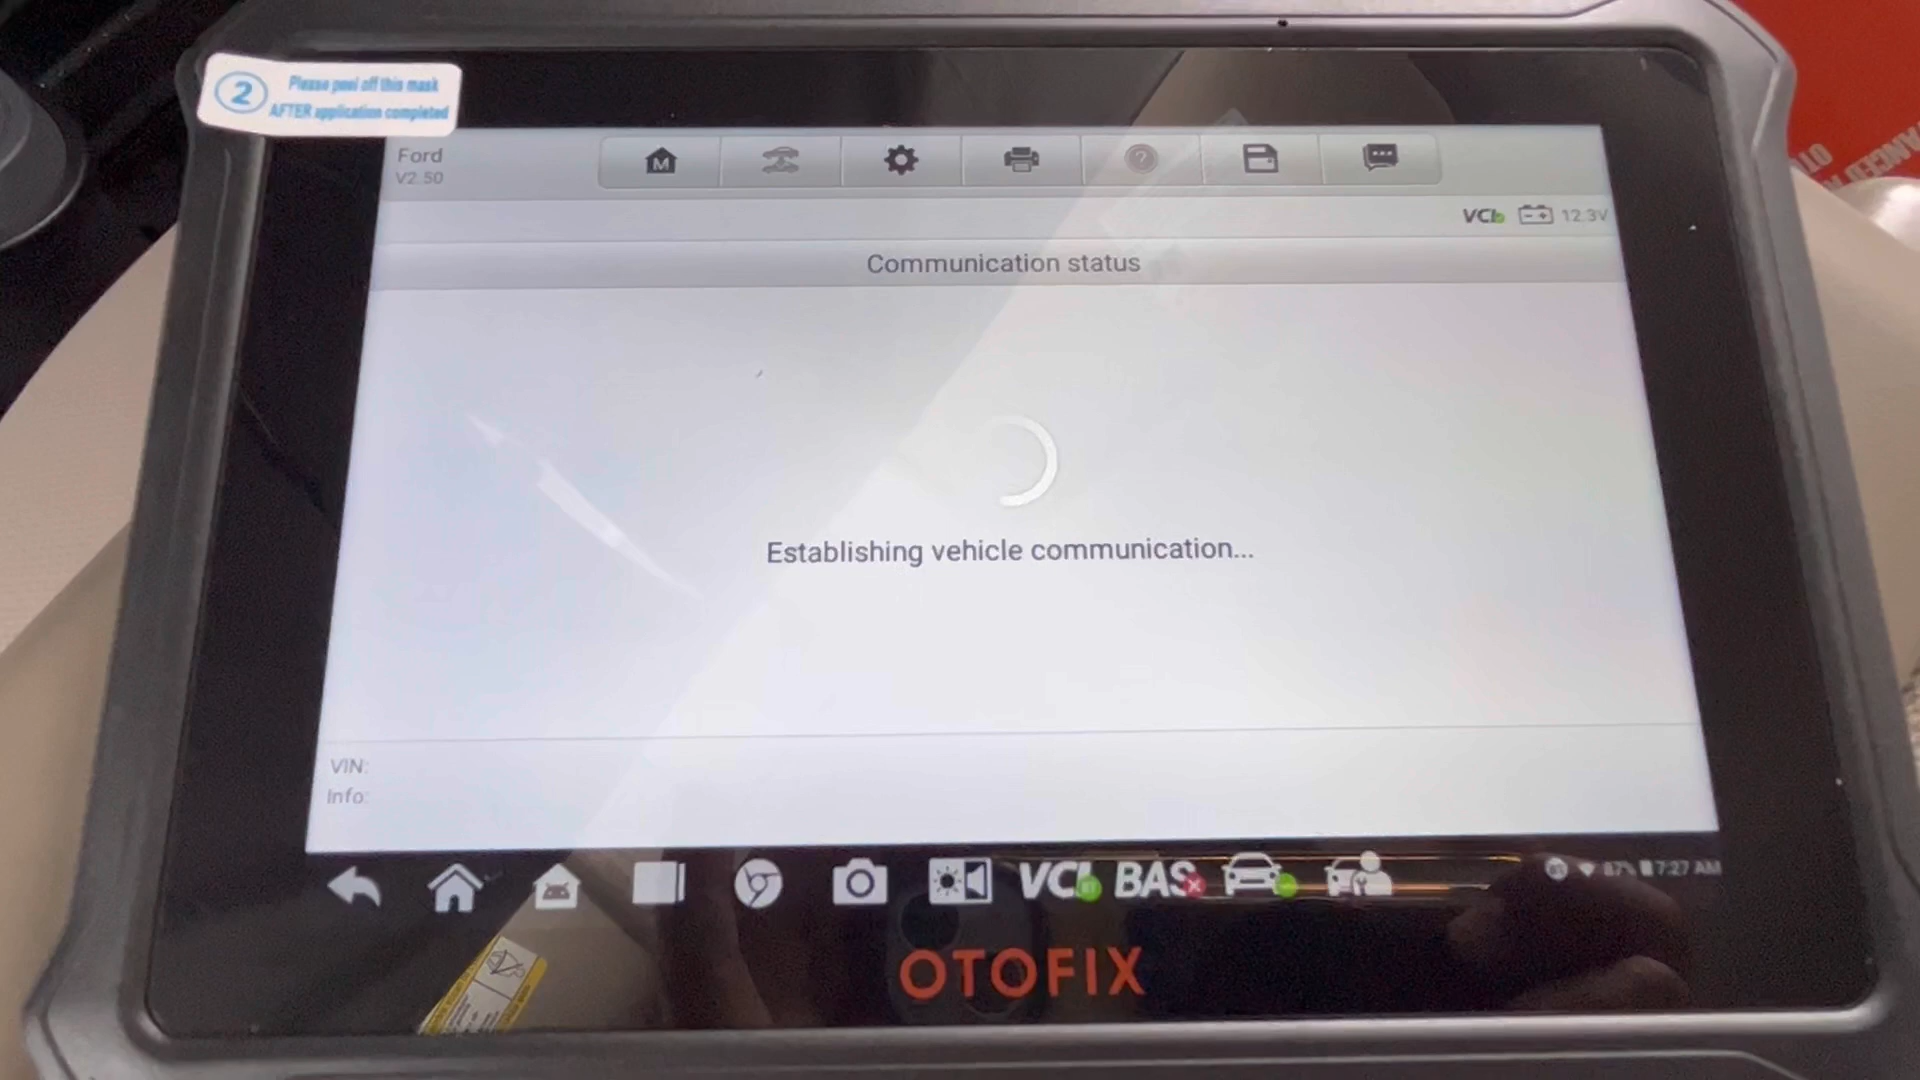 2 Please peel off this mask
AFTER application completed
Ford
V2.50
M
?
VCI 12.3V
Communication status
Establishing vehicle communication...
VIN:
Info:
VCI BAS 87% 7:27 AM
OTOFIX